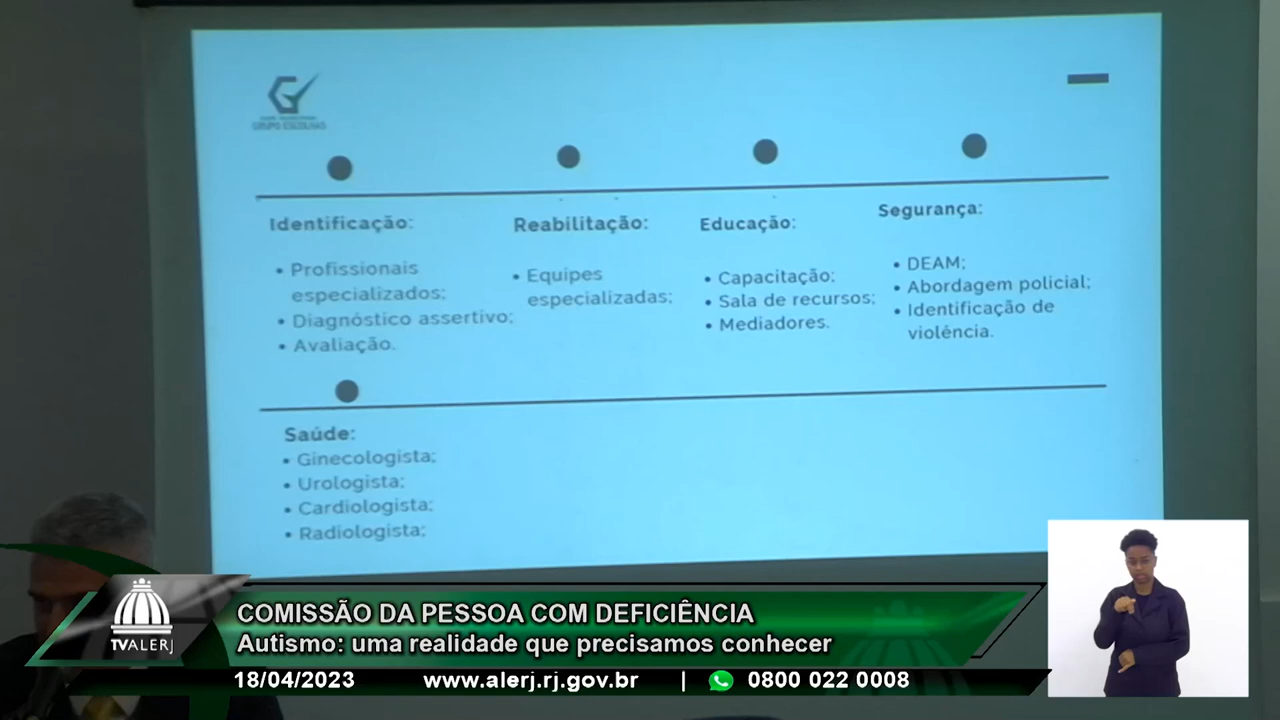 GRUPO ESCOLHAS
Identificação:
• Profissionais
especializados;
• Diagnóstico assertivo;
• Avaliação.
Reabilitação:
• Equipes
especializadas;
Educação:
• Capacitação;
• Sala de recursos;
• Mediadores.
Segurança:
• DEAM;
• Abordagem policial;
• Identificação de
violência.
Saúde:
• Ginecologista;
• Urologista;
• Cardiologista;
• Radiologista;
TVALERJ
COMISSÃO DA PESSOA COM DEFICIÊNCIA
Autismo: uma realidade que precisamos conhecer
18/04/2023 www.alerj.rj.gov.br | 0800 022 0008